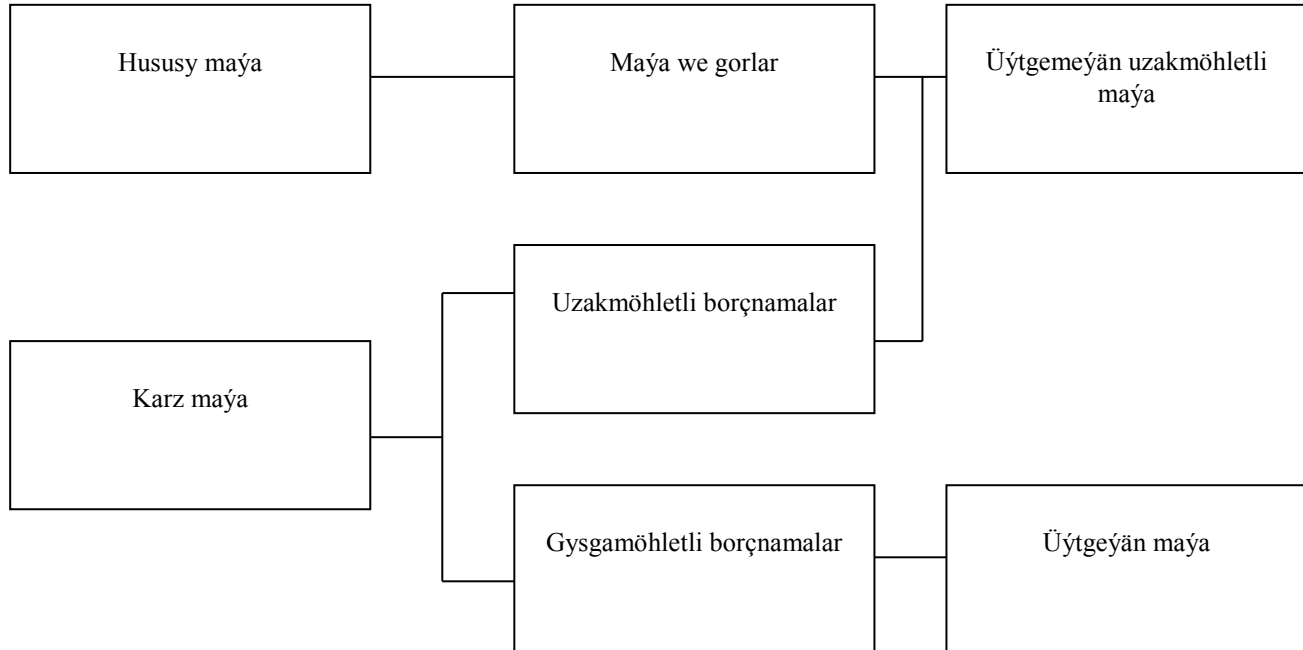 Hususy maýa
Maýa we gorlar
Üýtgemeýän uzakmöhletli
maýa
Uzakmöhletli borçnamalar
Karz maýa
Gysgamöhletli borçnamalar
Üýtgeýän maýa